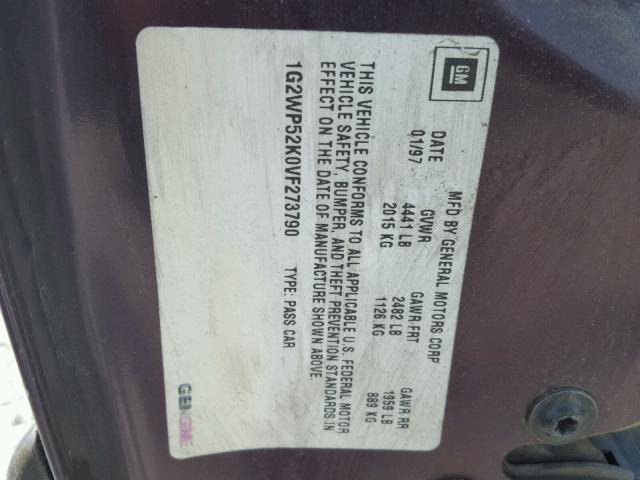 GM
MFD BY GENERAL MOTORS CORP
DATE GVWR GAWR-FRT GAWR RR
01/97 4441 LB 2482 LB 1959 LB
2015 KG 1126 KG 889 KG
THIS VEHICLE CONFORMS TO ALL APPLICABLE U.S. FEDERAL MOTOR
VEHICLE SAFETY, BUMPER, AND THEFT PREVENTION STANDARDS IN
EFFECT ON THE DATE OF MANUFACTURE SHOWN ABOVE.
1G2WP52K0VF273790 TYPE: PASS CAR